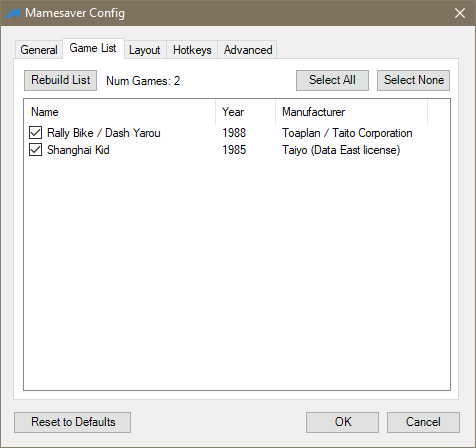 Mamesaver Config
General Game List Layout Hotkeys Advanced
Rebuild List Num Games: 2 Select All Select None
Name Year Manufacturer
Rally Bike / Dash Yarou 1988 Toaplan / Taito Corporation
Shanghai Kid 1985 Taiyo (Data East license)
Reset to Defaults OK Cancel